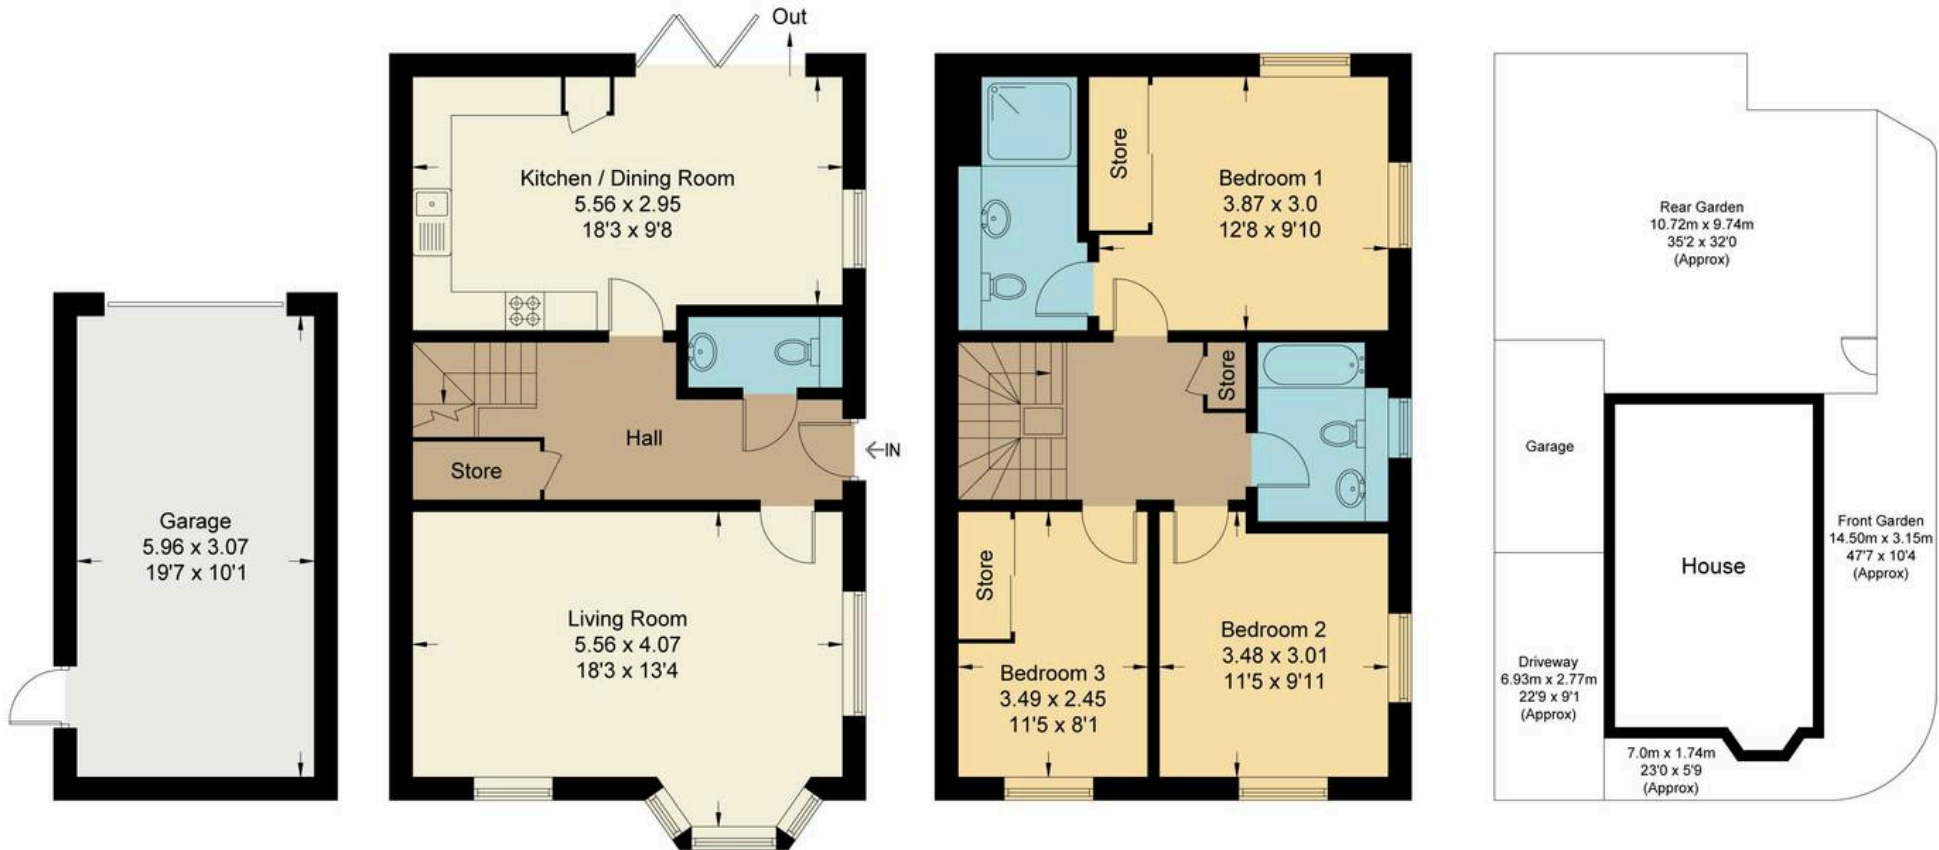 Out
Kitchen / Dining Room
5.56 x 2.95
18'3 x 9'8
Hall
Store
←IN
Living Room
5.56 x 4.07
18'3 x 13'4
Garage
5.96 x 3.07
19'7 x 10'1
Store
Bedroom 1
3.87 x 3.0
12'8 x 9'10
Store
Store
Bedroom 2
3.48 x 3.01
11'5 x 9'11
Bedroom 3
3.49 x 2.45
11'5 x 8'1
Rear Garden
10.72m x 9.74m
35'2 x 32'0
(Approx)
Garage
House
Front Garden
14.50m x 3.15m
47'7 x 10'4
(Approx)
Driveway
6.93m x 2.77m
22'9 x 9'1
(Approx)
7.0m x 1.74m
23'0 x 5'9
(Approx)